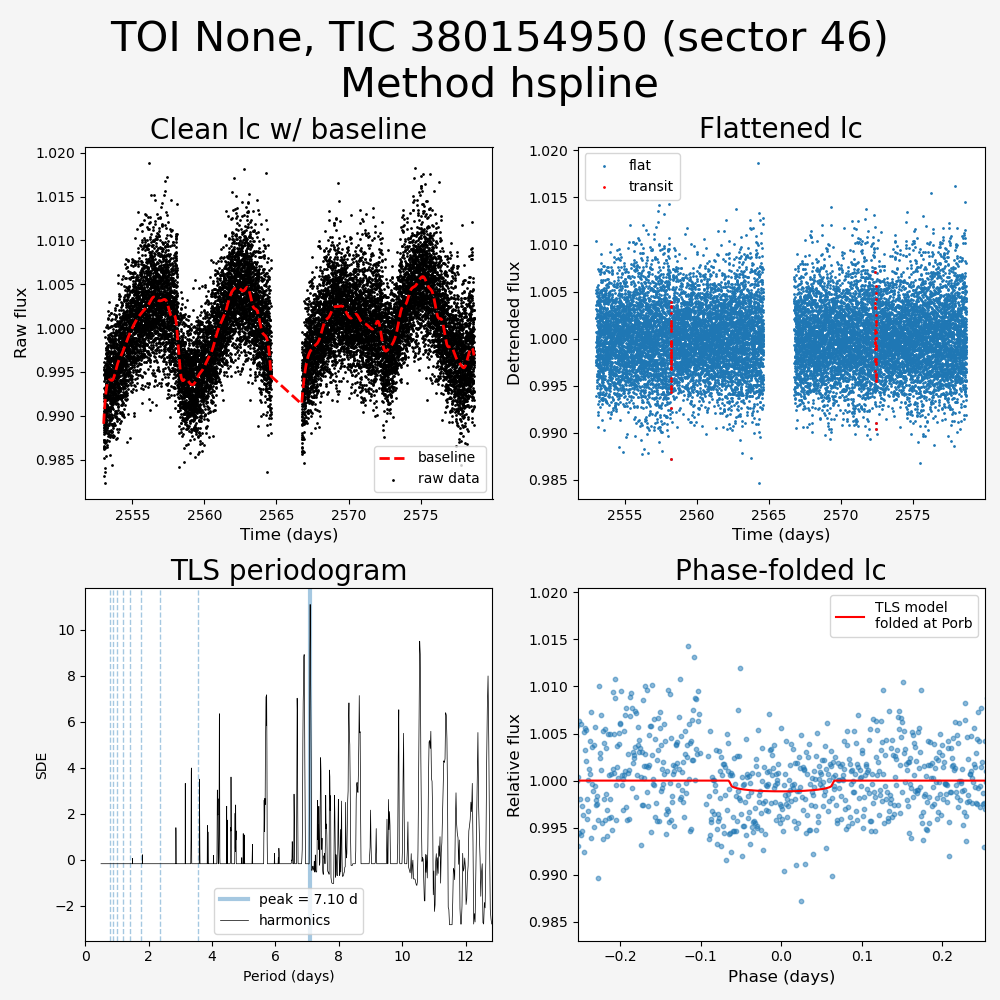 TOI None, TIC 380154950 (sector 46)
Method hspline
Clean lc w/ baseline
1.020
1.015
1.010
1.005
1.000
0.995
0.990
0.985
Raw flux
baseline
raw data
2555
2560
2565
2570
2575
Time (days)
Flattened lc
flat
transit
1.020
1.015
1.010
1.005
1.000
0.995
0.990
0.985
Detrended flux
2555
2560
2565
2570
2575
Time (days)
TLS periodogram
10
8
6
4
2
0
−2
SDE
peak = 7.10 d
harmonics
0
2
4
6
8
10
12
Period (days)
Phase-folded lc
TLS model
folded at Porb
1.020
1.015
1.010
1.005
1.000
0.995
0.990
0.985
Relative flux
−0.2
−0.1
0.0
0.1
0.2
Phase (days)